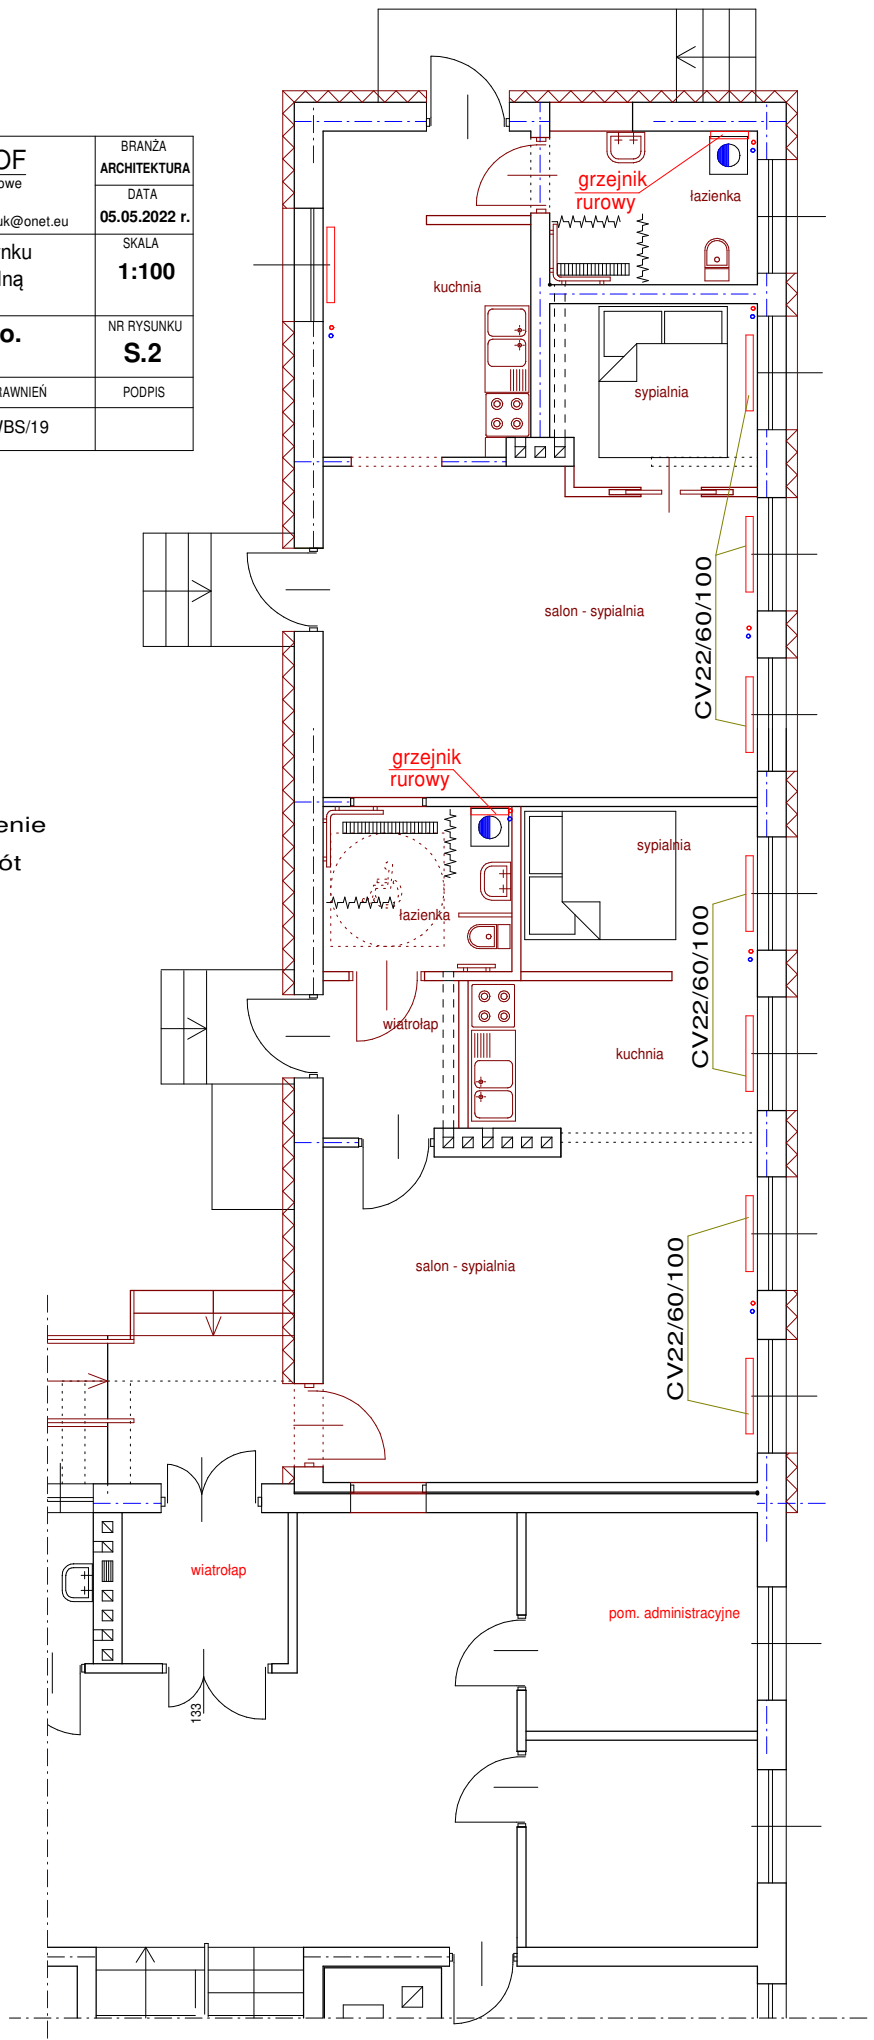 OF
owe
uk@onet.eu
BRANŻA
ARCHITEKTURA
DATA
05.05.2022 r.
ynku
lną
SKALA
1:100
o.
NR RYSUNKU
S.2
RAWNIEŃ
PODPIS
WBS/19
grzejnik
rurowy
łazienka
kuchnia
sypialnia
salon - sypialnia
CV22/60/100
grzejnik
rurowy
enie
ót
sypialnia
łazienka
CV22/60/100
wiatrołap
kuchnia
salon - sypialnia
CV22/60/100
wiatrołap
pom. administracyjne
133